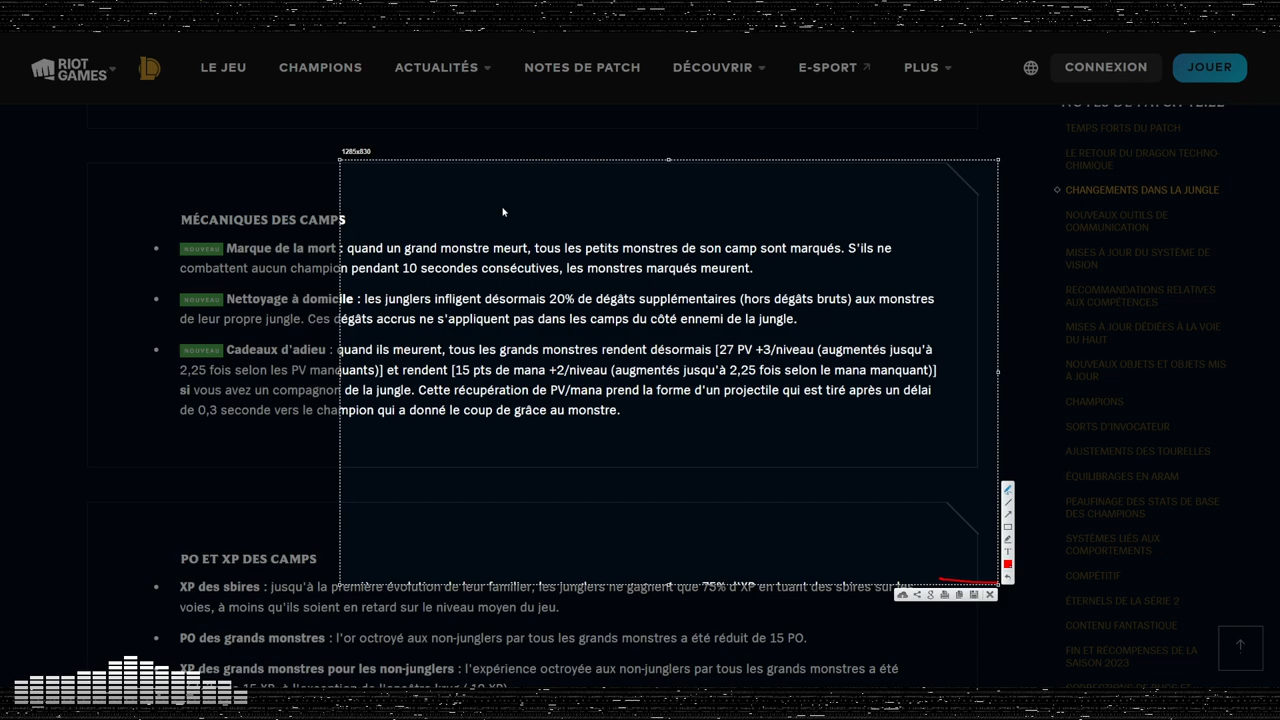 RIOT GAMES
LE JEU
CHAMPIONS
ACTUALITÉS
NOTES DE PATCH
DÉCOUVRIR
E-SPORT
PLUS
CONNEXION
JOUER
1285x830
MÉCANIQUES DES CAMPS
NOUVEAU Marque de la mort : quand un grand monstre meurt, tous les petits monstres de son camp sont marqués. S'ils ne
combattent aucun champion pendant 10 secondes consécutives, les monstres marqués meurent.
NOUVEAU Nettoyage à domicile : les junglers infligent désormais 20% de dégâts supplémentaires (hors dégâts bruts) aux monstres
de leur propre jungle. Ces dégâts accrus ne s'appliquent pas dans les camps du côté ennemi de la jungle.
NOUVEAU Cadeaux d'adieu : quand ils meurent, tous les grands monstres rendent désormais [27 PV +3/niveau (augmentés jusqu'à
2,25 fois selon les PV manquants)] et rendent [15 pts de mana +2/niveau (augmentés jusqu'à 2,25 fois selon le mana manquant)]
si vous avez un compagnon de la jungle. Cette récupération de PV/mana prend la forme d'un projectile qui est tiré après un délai
de 0,3 seconde vers le champion qui a donné le coup de grâce au monstre.
PO ET XP DES CAMPS
XP des sbires : jusqu'à la première évolution de leur familier, les junglers ne gagnent que 75% d'XP en tuant des sbires sur les
voies, à moins qu'ils soient en retard sur le niveau moyen du jeu.
PO des grands monstres : l'or octroyé aux non-junglers par tous les grands monstres a été réduit de 15 PO.
XP des grands monstres pour les non-junglers : l'expérience octroyée aux non-junglers par tous les grands monstres a été
NOTES DE PATCH 12.22
TEMPS FORTS DU PATCH
LE RETOUR DU DRAGON TECHNO-
CHIMIQUE
CHANGEMENTS DANS LA JUNGLE
NOUVEAUX OUTILS DE
COMMUNICATION
MISES À JOUR DU SYSTÈME DE
VISION
RECOMMANDATIONS RELATIVES
AUX COMPÉTENCES
MISES À JOUR DÉDIÉES À LA VOIE
DU HAUT
NOUVEAUX OBJETS ET OBJETS MIS
À JOUR
CHAMPIONS
SORTS D'INVOCATEUR
AJUSTEMENTS DES TOURELLES
ÉQUILIBRAGES EN ARAM
PEAUFINAGE DES STATS DE BASE
DES CHAMPIONS
SYSTÈMES LIÉS AUX
COMPORTEMENTS
COMPÉTITIF
ÉTERNELS DE LA SÉRIE 2
CONTENU FANTASTIQUE
FIN ET RÉCOMPENSES DE LA
SAISON 2023